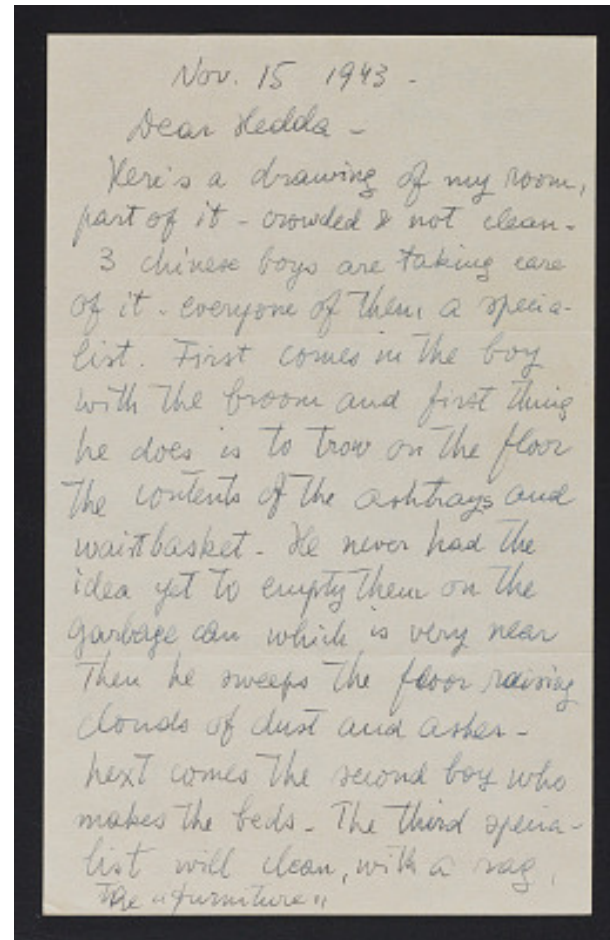 Nov. 15 1943 -
Dear Hedda -
Here's a drawing of my room,
part of it - crowded & not clean -
3 chinese boys are taking care
of it - everyone of them a specia-
list. First comes in the boy
with the broom and first thing
he does is to trow on the floor
the contents of the ashtrays and
waistbasket - He never had the
idea yet to empty them on the
garbage can which is very near
Then he sweeps the floor raising
clouds of dust and ashes -
next comes the second boy who
makes the beds - The third specia-
list will clean, with a rag,
the "furniture"